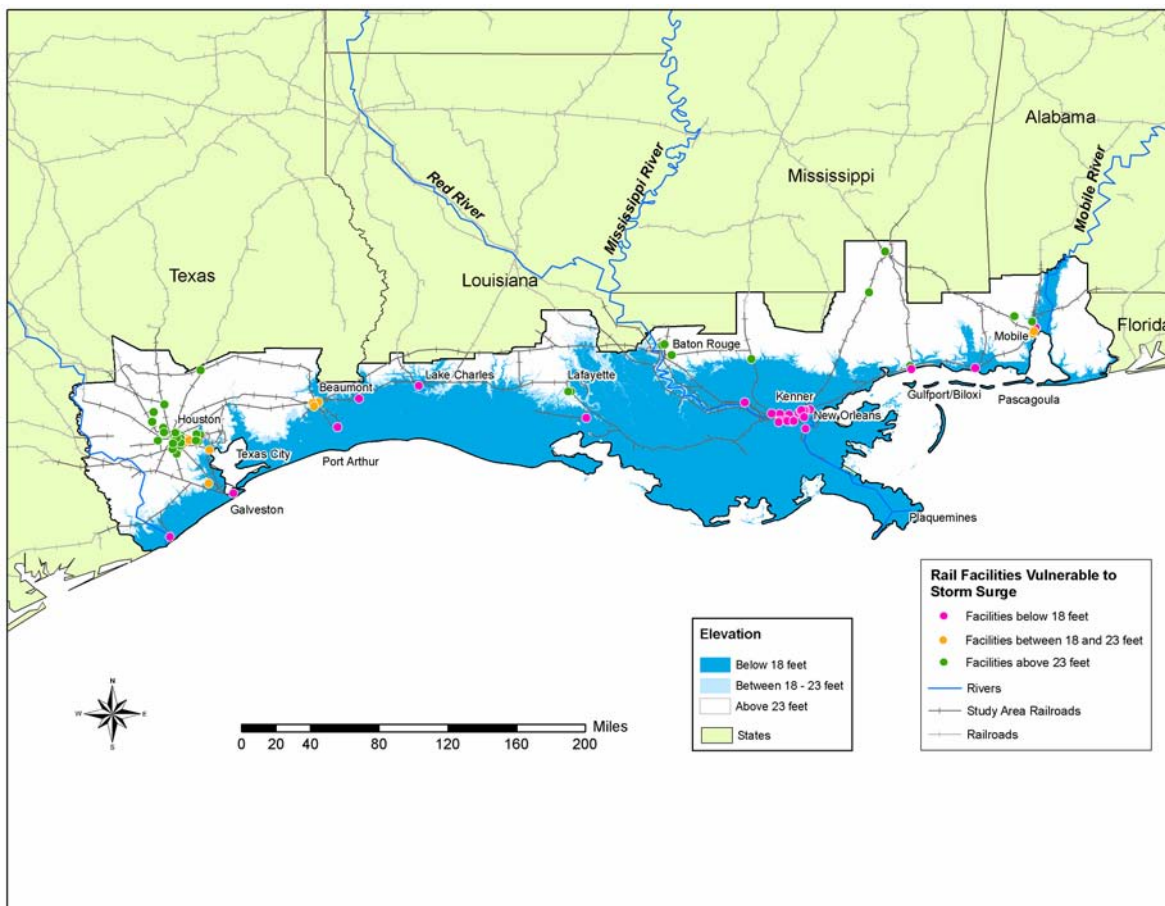 Alabama
Mississippi
Mobile River
Mississippi River
Red River
Texas
Louisiana
Florida
Mobile
Baton Rouge
Lake Charles
Lafayette
Beaumont
Kenner
Gulfport/Biloxi
Pascagoula
Houston
New Orleans
Texas City
Port Arthur
Galveston
Plaquemines
Rail Facilities Vulnerable to
Storm Surge
Facilities below 18 feet
Facilities between 18 and 23 feet
Facilities above 23 feet
Rivers
Study Area Railroads
Railroads
Elevation
Below 18 feet
Between 18 - 23 feet
Above 23 feet
States
N
W E
S
Miles
0 20 40 80 120 160 200